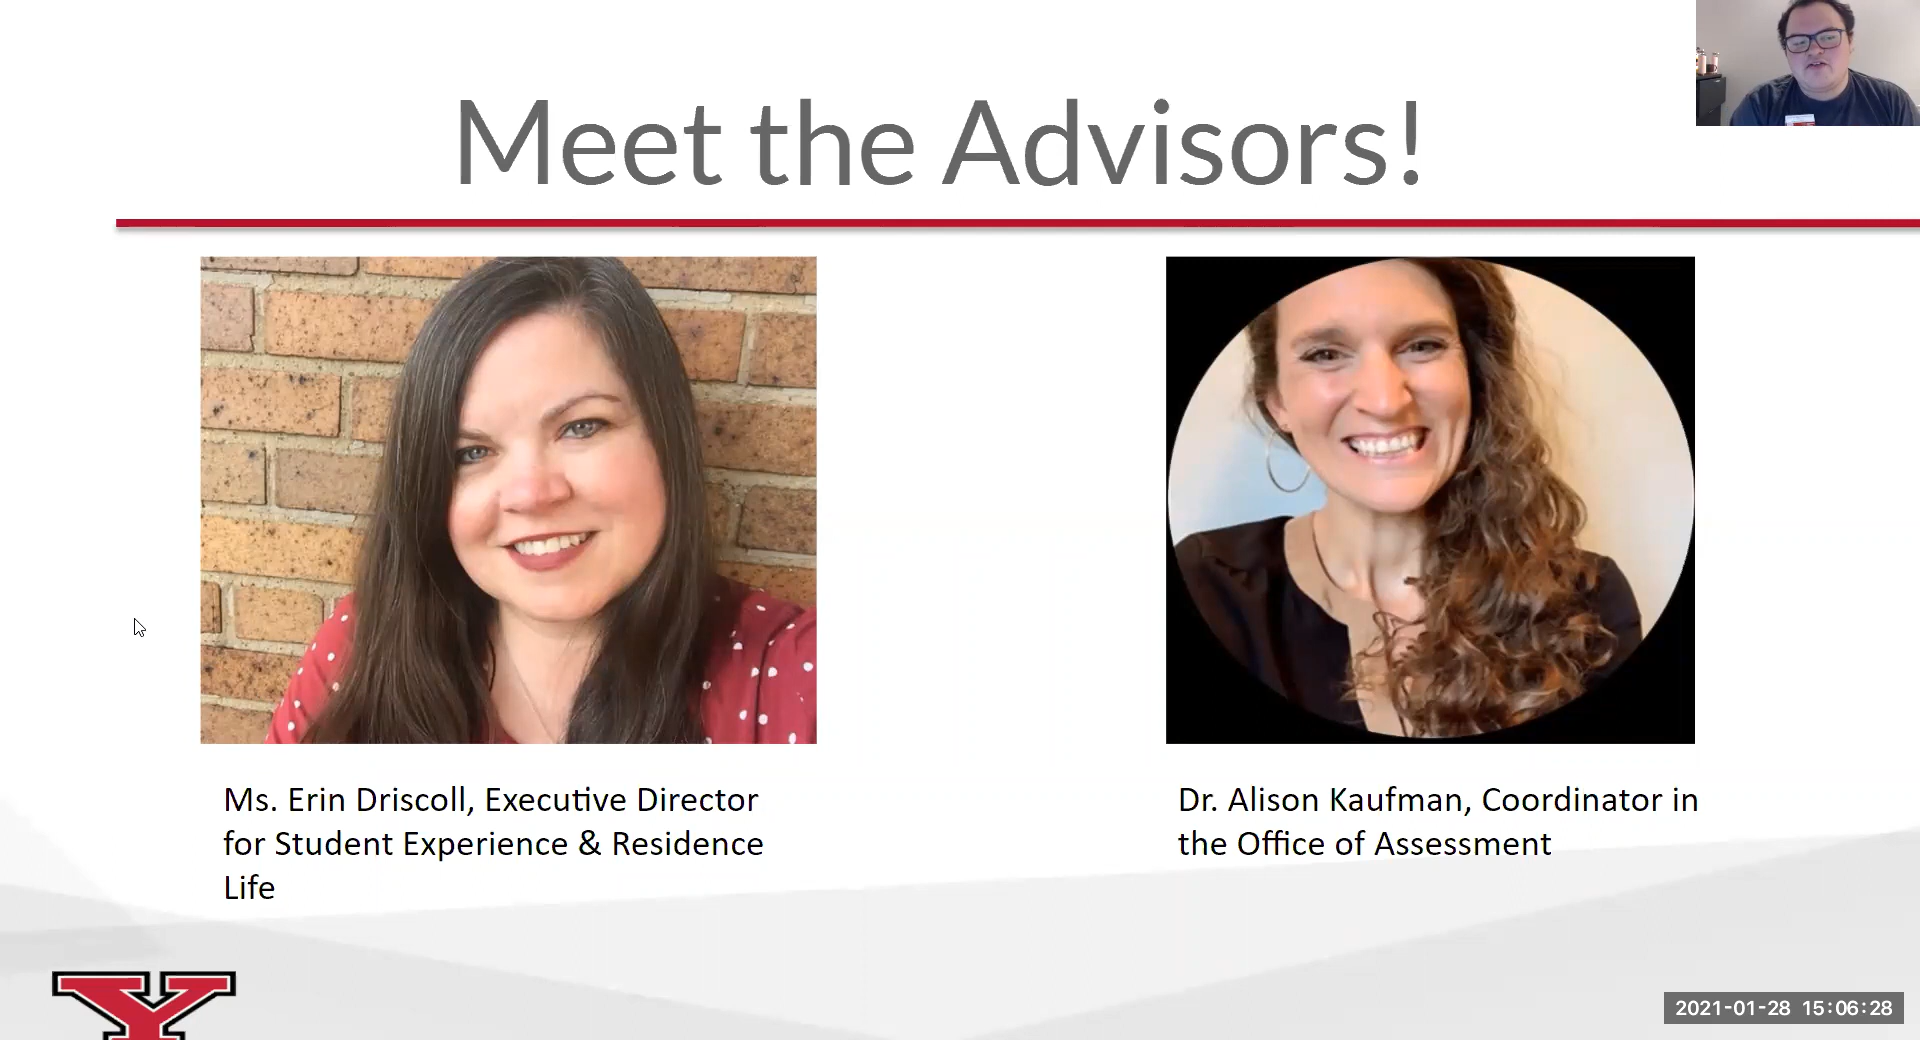 Meet the Advisors!
Ms. Erin Driscoll, Executive Director
for Student Experience & Residence
Life
Dr. Alison Kaufman, Coordinator in
the Office of Assessment
Y
2021-01-28 15:06:28